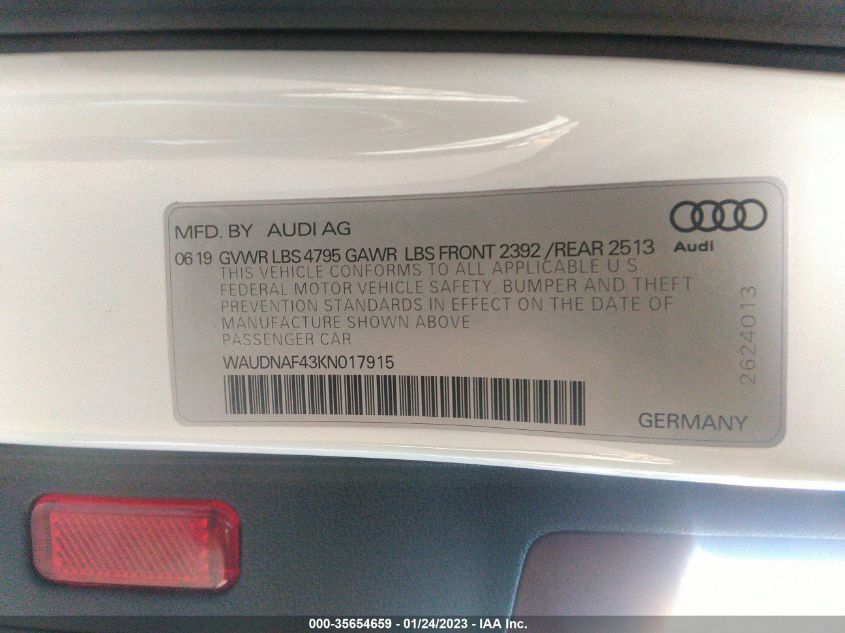 MFD. BY AUDI AG
Audi
06 19 GVWR LBS 4795 GAWR LBS FRONT 2392 /REAR 2513
THIS VEHICLE CONFORMS TO ALL APPLICABLE U S
FEDERAL MOTOR VEHICLE SAFETY, BUMPER AND THEFT
PREVENTION STANDARDS IN EFFECT ON THE DATE OF
MANUFACTURE SHOWN ABOVE
PASSENGER CAR
WAUDNAF43KN017915
2624013
GERMANY
000-35654659 - 01/24/2023 - IAA Inc.